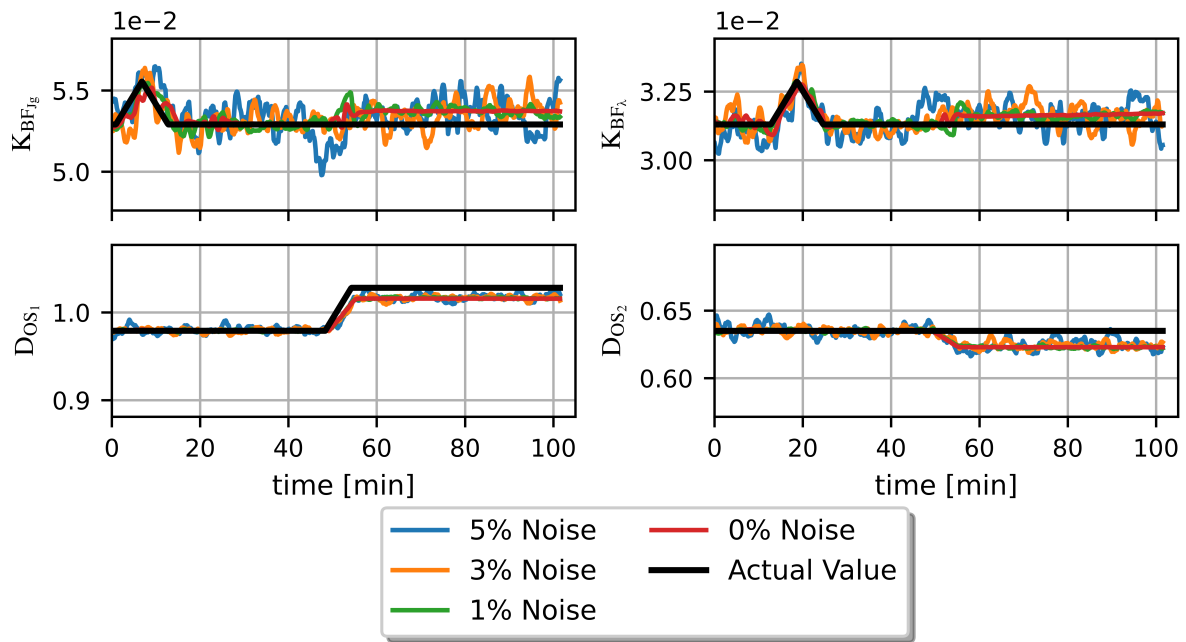 1e−2
1e−2
K_BF_Jg
5.5
5.0
K_BF_λ
3.25
3.00
D_OS_1
1.0
0.9
D_OS_2
0.65
0.60
0 20 40 60 80 100
0 20 40 60 80 100
time [min]
time [min]
5% Noise
3% Noise
1% Noise
0% Noise
Actual Value